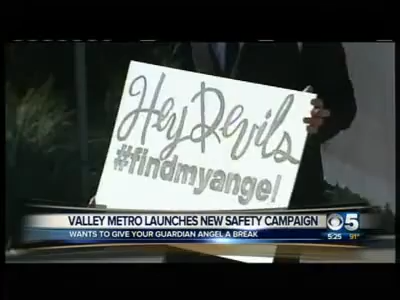 Hey Devils
#findmyangel
VALLEY METRO LAUNCHES NEW SAFETY CAMPAIGN
WANTS TO GIVE YOUR GUARDIAN ANGEL A BREAK
5
5:25 91°